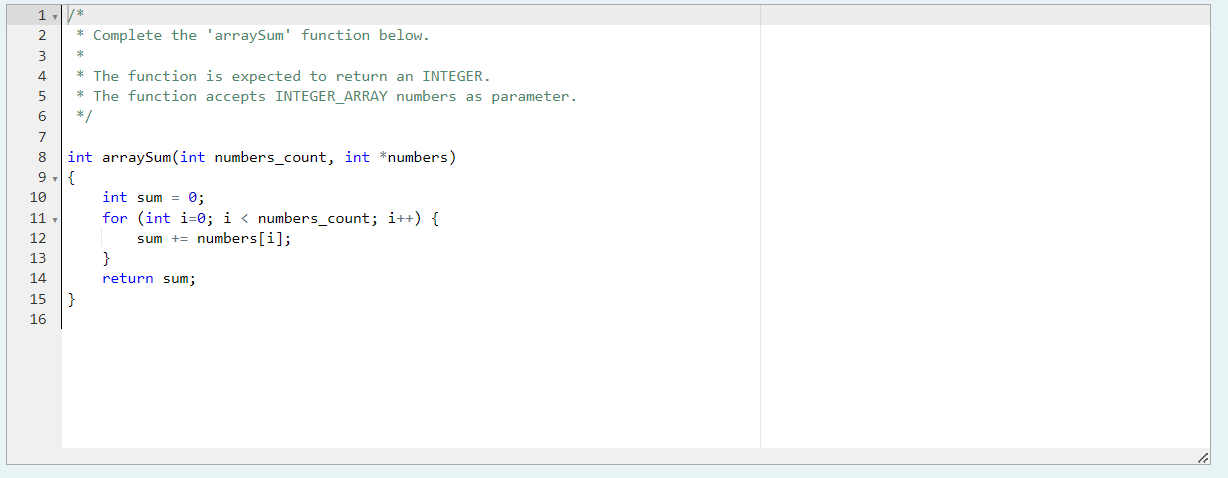 1 /*
2  * Complete the 'arraySum' function below.
3  *
4  * The function is expected to return an INTEGER.
5  * The function accepts INTEGER_ARRAY numbers as parameter.
6  */
7
8 int arraySum(int numbers_count, int *numbers)
9 {
10     int sum = 0;
11     for (int i=0; i < numbers_count; i++) {
12         sum += numbers[i];
13     }
14     return sum;
15 }
16